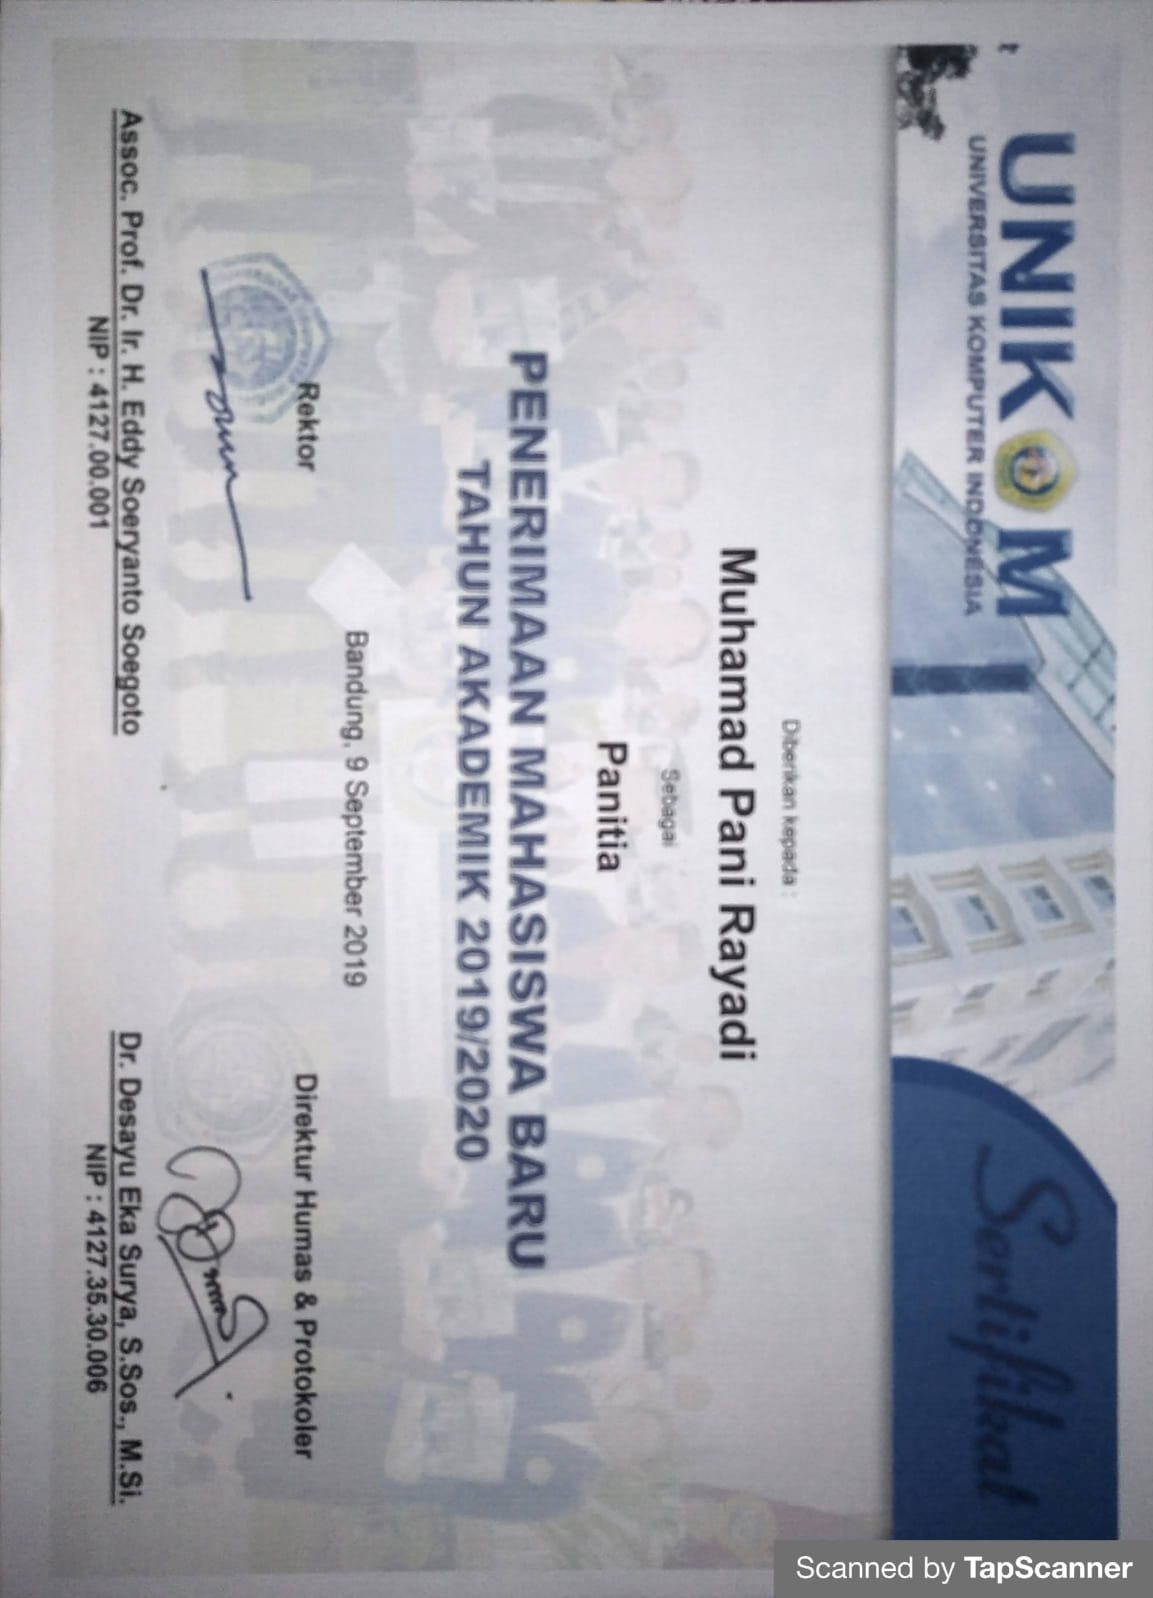 UNIKOM
UNIVERSITAS KOMPUTER INDONESIA
Sertifikat
Scanned by TapScanner
Diberikan kepada :
Muhamad Pani Rayadi
Sebagai
Panitia
PENERIMAAN MAHASISWA BARU
TAHUN AKADEMIK 2019/2020
Bandung, 9 September 2019
Rektor
Direktur Humas & Protokoler
Assoc. Prof. Dr. Ir. H. Eddy Soeryanto Soegoto
NIP : 4127.00.001
Dr. Desayu Eka Surya, S.Sos., M.Si.
NIP : 4127.35.30.006